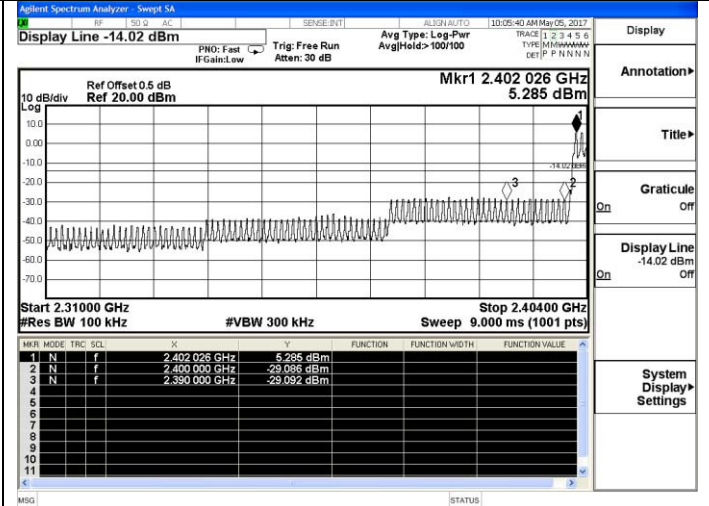 Agilent Spectrum Analyzer - Swept SA
RF 50 Ω AC SENSE:INT ALIGN AUTO 10:05:40 AM May 05, 2017
Display Line -14.02 dBm
PNO: Fast
IFGain:Low
Trig: Free Run
Atten: 30 dB
Avg Type: Log-Pwr
Avg|Hold:>100/100
TRACE 1 2 3 4 5 6
TYPE MMWWWW
DET P P N N N N
Ref Offset 0.5 dB
10 dB/div Ref 20.00 dBm
Log
Mkr1 2.402 026 GHz
5.285 dBm
10.0
0.00
-10.0
-20.0
-30.0
-40.0
-50.0
-60.0
-70.0
1
-14.02 dBm
3
2
Start 2.31000 GHz Stop 2.40400 GHz
#Res BW 100 kHz #VBW 300 kHz Sweep 9.000 ms (1001 pts)
MKR MODE TRC SCL X Y FUNCTION FUNCTION WIDTH FUNCTION VALUE
1 N f 2.402 026 GHz 5.285 dBm
2 N f 2.400 000 GHz -29.086 dBm
3 N f 2.390 000 GHz -29.092 dBm
4
5
6
7
8
9
10
11
MSG STATUS
Display
Annotation
Title
Graticule
On Off
Display Line
-14.02 dBm
On Off
System
Display
Settings